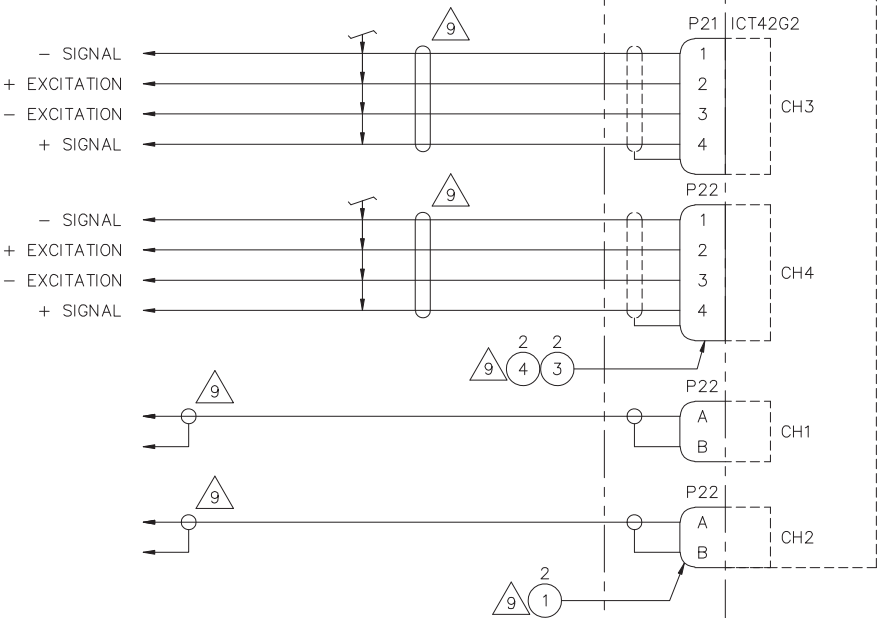 9 P21 ICT42G2
- SIGNAL 1
+ EXCITATION 2
- EXCITATION 3 CH3
+ SIGNAL 4
9 P22
- SIGNAL 1
+ EXCITATION 2
- EXCITATION 3 CH4
+ SIGNAL 4
2 2
9 4 3
9 P22
A
CH1
B
9 P22
A
CH2
B
2
9 1